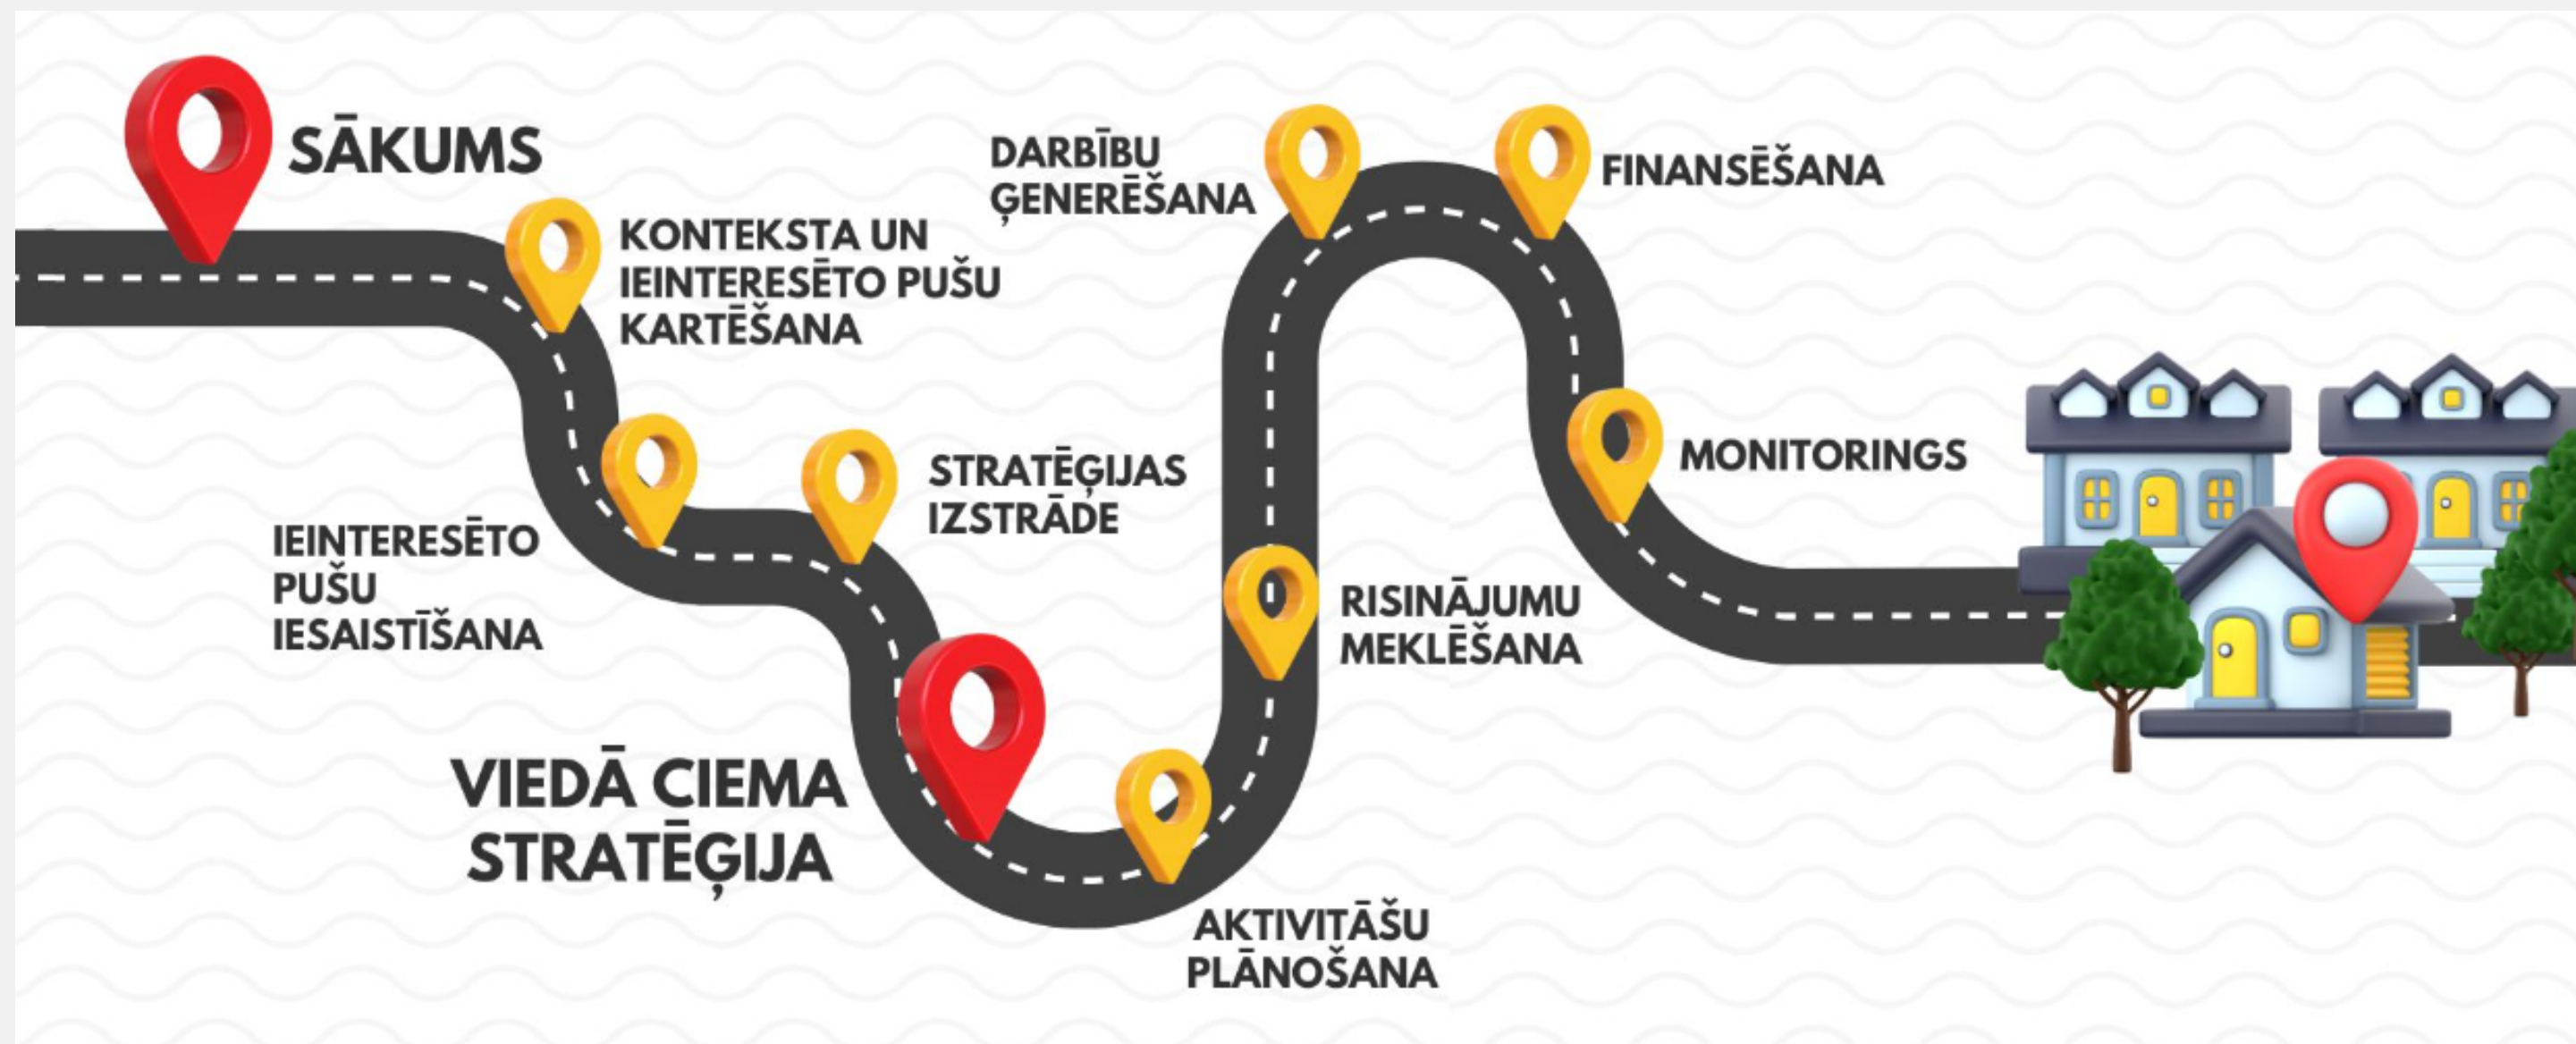 SĀKUMS
KONTEKSTA UN
IEINTERESĒTO PUŠU
KARTĒŠANA
IEINTERESĒTO
PUŠU
IESAISTĪŠANA
STRATĒĢIJAS
IZSTRĀDE
VIEDĀ CIEMA
STRATĒĢIJA
AKTIVITĀŠU
PLĀNOŠANA
RISINĀJUMU
MEKLĒŠANA
DARBĪBU
ĢENERĒŠANA
FINANSĒŠANA
MONITORINGS